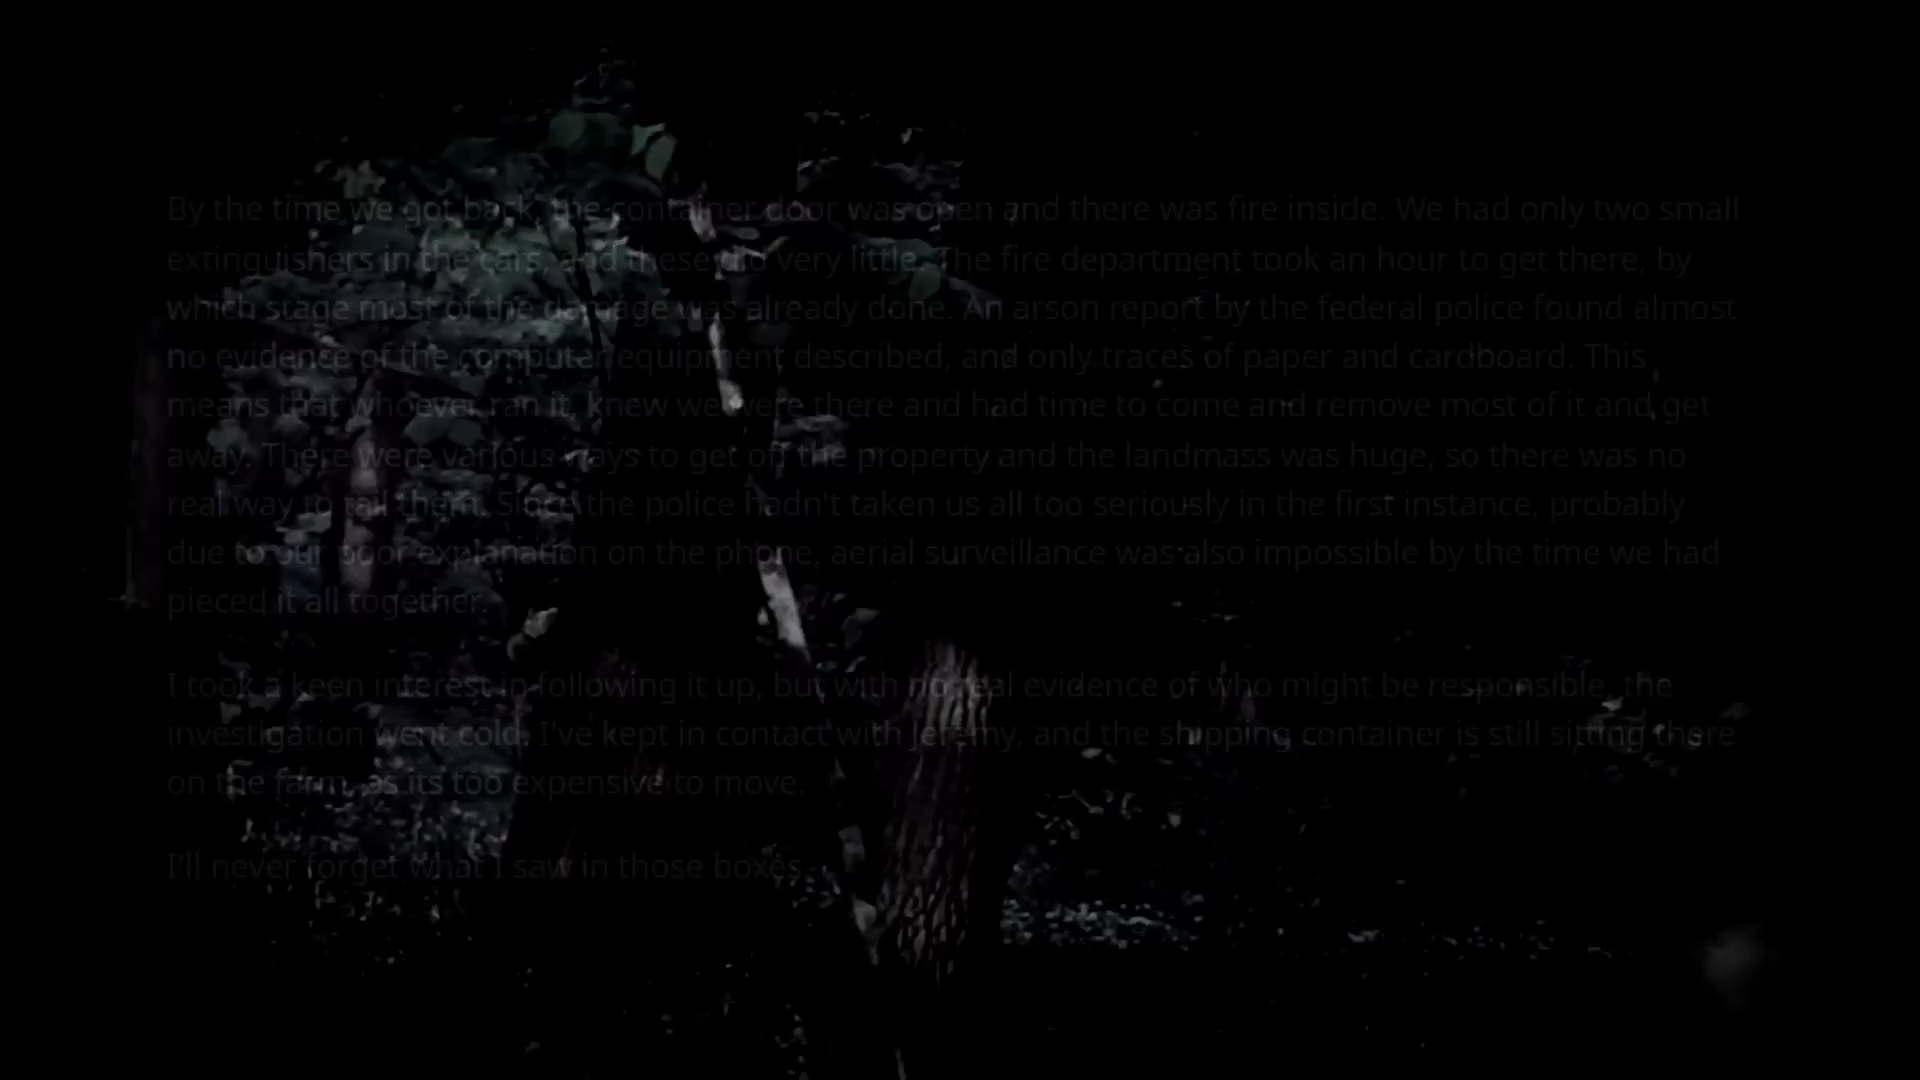 By the time we got back, the container door was open and there was fire inside. We had only two small
extinguishers in the cars, and these did very little. The fire department took an hour to get there, by
which stage most of the damage was already done. An arson report by the federal police found almost
no evidence of the computer equipment described, and only traces of paper and cardboard. This
means that whoever ran it, knew we were there and had time to come and remove most of it and get
away. There were various ways to get off the property and the landmass was huge, so there was no
real way to tail them. Since the police hadn't taken us all too seriously in the first instance, probably
due to our poor explanation on the phone, aerial surveillance was also impossible by the time we had
pieced it all together.
I took a keen interest in following it up, but with no real evidence of who might be responsible, the
investigation went cold. I've kept in contact with Jeremy, and the shipping container is still sitting there
on the farm, as its too expensive to move.
I'll never forget what I saw in those boxes.